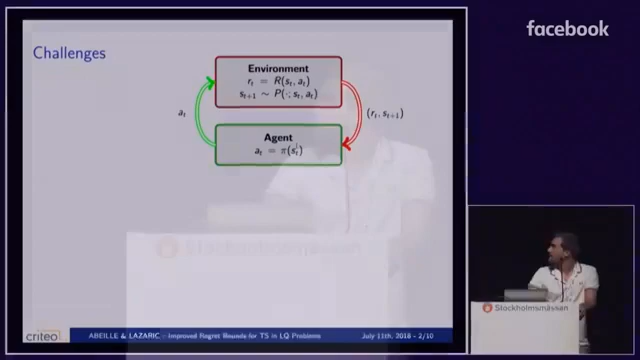 facebook
Challenges
Environment
r_t = R(s_t, a_t)
s_{t+1} ~ P(·; s_t, a_t)
a_t
(r_t, s_{t+1})
Agent
a_t = π(s_t)
Stockholmsmässan
Stockholmsmässan
criteo
ABEILLE & LAZARIC - Improved Regret Bounds for TS in LQ Problems
July 11th, 2018 - 2/10